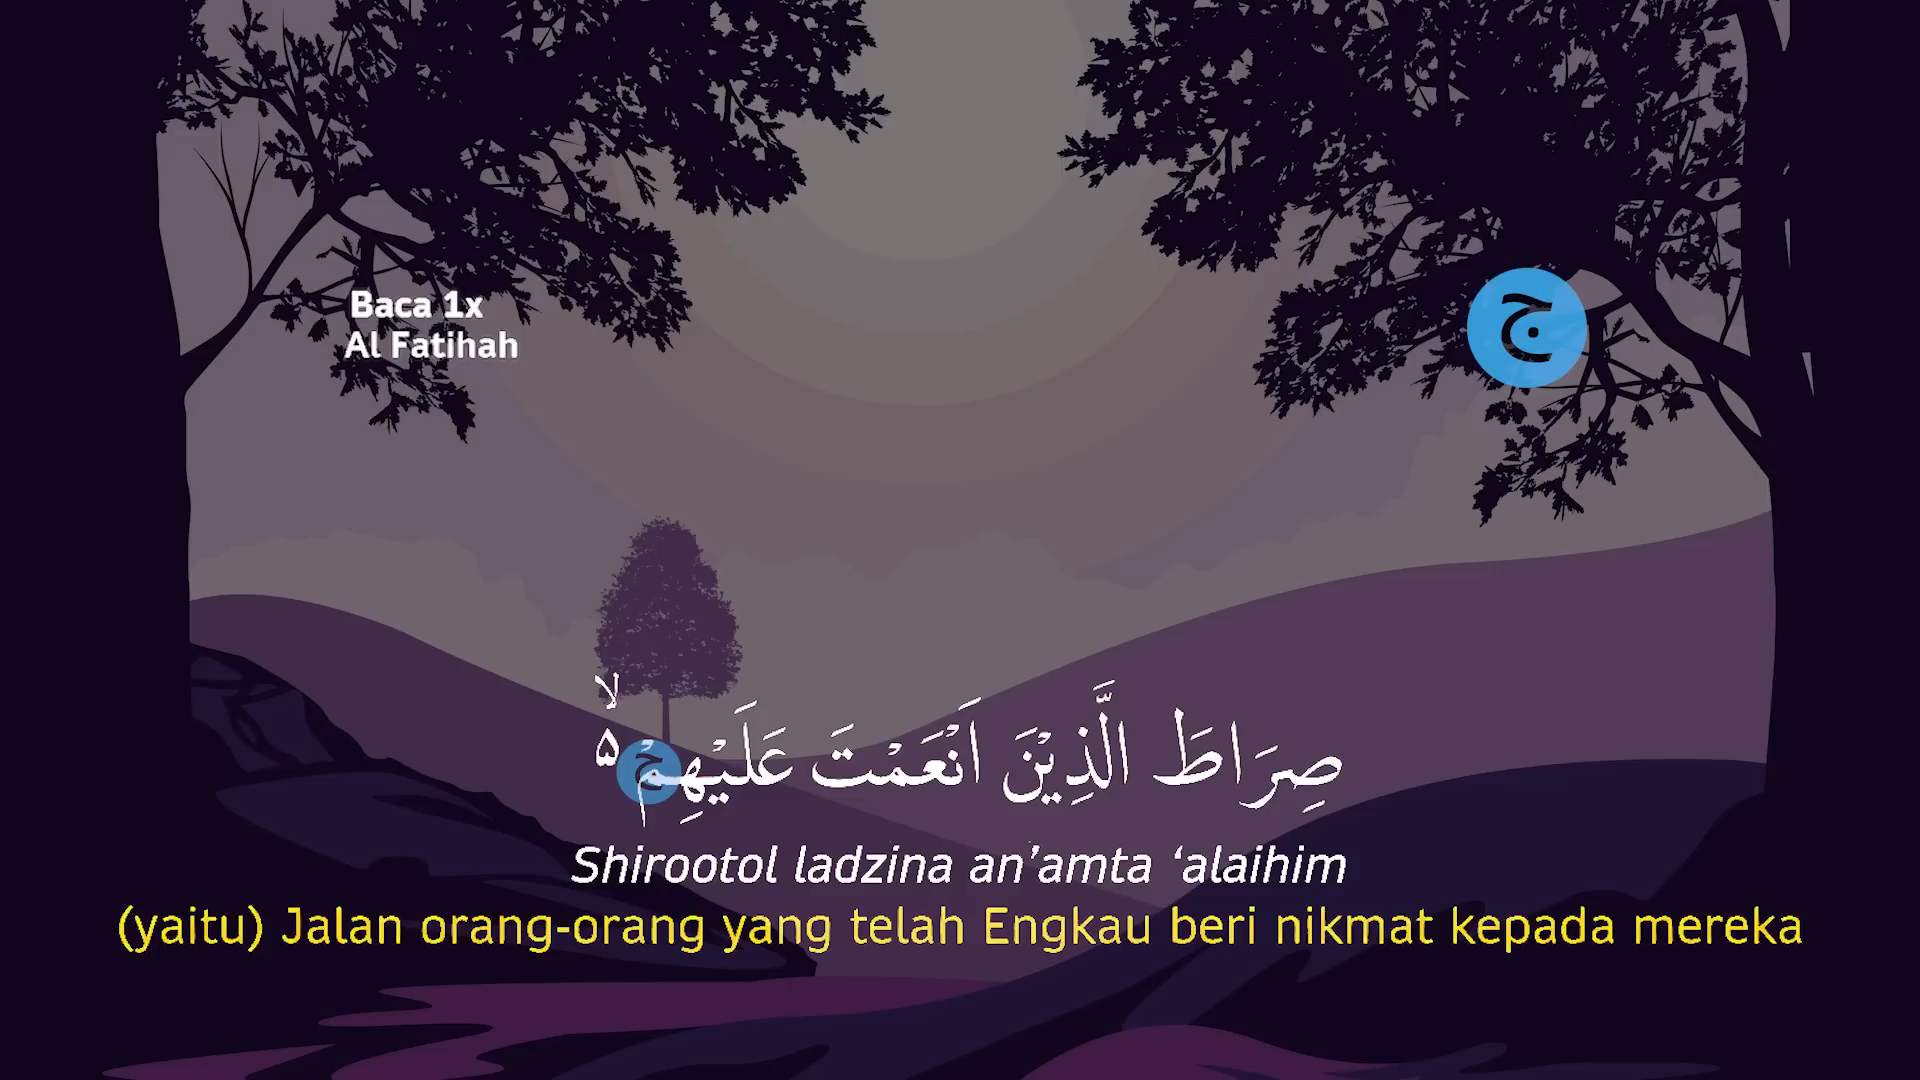 Baca 1x
Al Fatihah
ج
صِرَاطَ الَّذِيْنَ اَنْعَمْتَ عَلَيْهِمْ ۙ۵
ج
Shirootol ladzina an’amta ‘alaihim
(yaitu) Jalan orang-orang yang telah Engkau beri nikmat kepada mereka